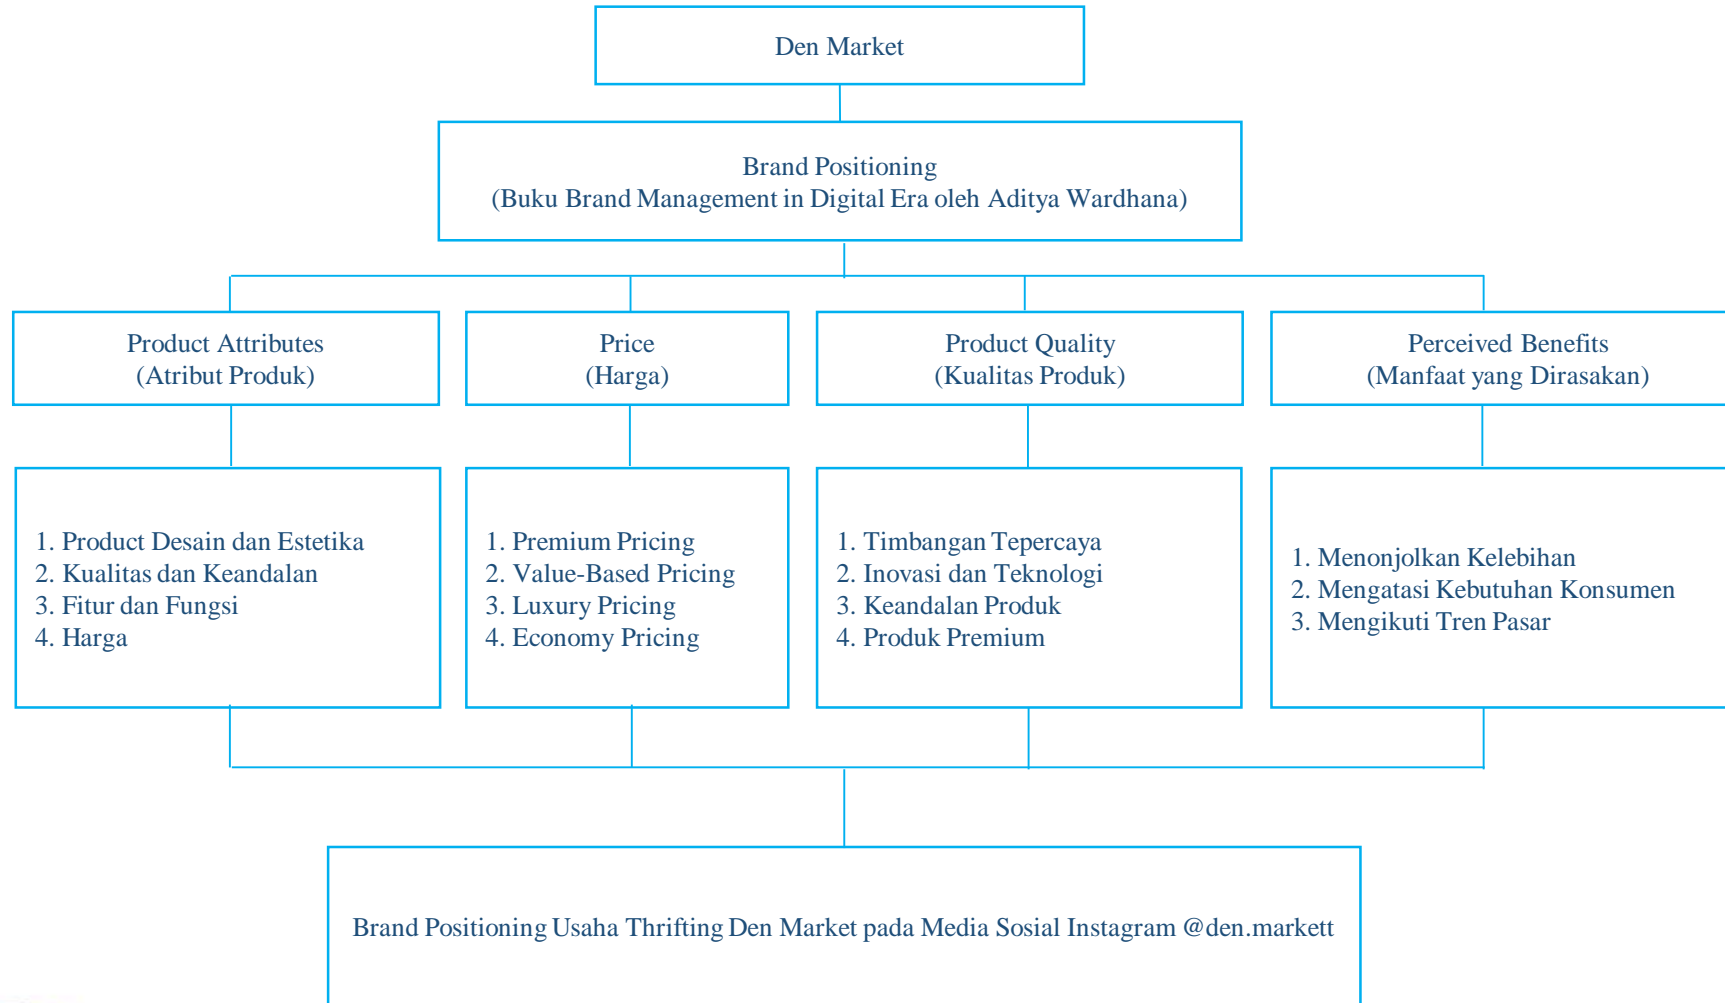 Den Market
Brand Positioning
(Buku Brand Management in Digital Era oleh Aditya Wardhana)
Product Attributes
(Atribut Produk)
Price
(Harga)
Product Quality
(Kualitas Produk)
Perceived Benefits
(Manfaat yang Dirasakan)
1. Product Desain dan Estetika
2. Kualitas dan Keandalan
3. Fitur dan Fungsi
4. Harga
1. Premium Pricing
2. Value-Based Pricing
3. Luxury Pricing
4. Economy Pricing
1. Timbangan Tepercaya
2. Inovasi dan Teknologi
3. Keandalan Produk
4. Produk Premium
1. Menonjolkan Kelebihan
2. Mengatasi Kebutuhan Konsumen
3. Mengikuti Tren Pasar
Brand Positioning Usaha Thrifting Den Market pada Media Sosial Instagram @den.markett